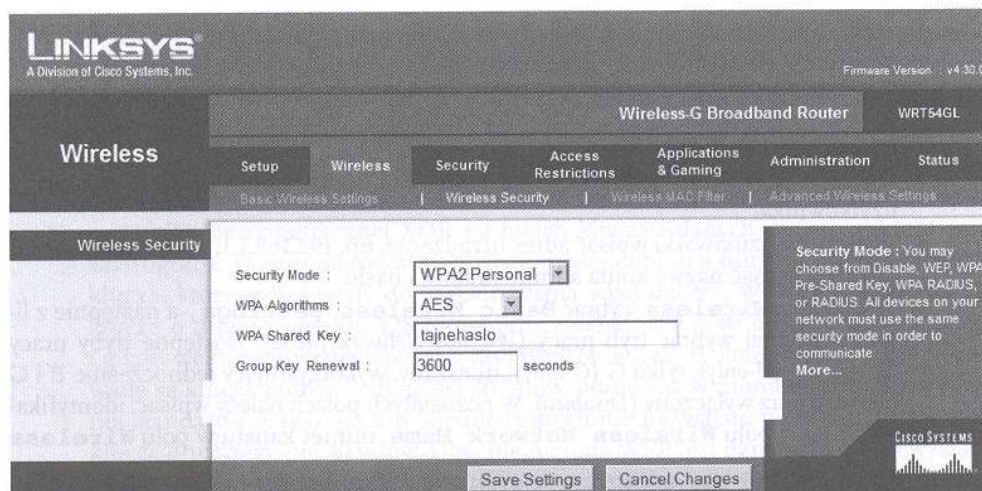 LINKSYS®
A Division of Cisco Systems, Inc.
Firmware Version : v4.30.0
Wireless-G Broadband Router
WRT54GL
Wireless
Setup
Wireless
Security
Access Restrictions
Applications & Gaming
Administration
Status
Basic Wireless Settings | Wireless Security | Wireless MAC Filter | Advanced Wireless Settings
Wireless Security
Security Mode : WPA2 Personal
WPA Algorithms : AES
WPA Shared Key : tajnehaslo
Group Key Renewal : 3600 seconds
Security Mode : You may
choose from Disable, WEP, WPA
Pre-Shared Key, WPA RADIUS,
or RADIUS. All devices on your
network must use the same
security mode in order to
communicate
More...
CISCO SYSTEMS
Save Settings
Cancel Changes